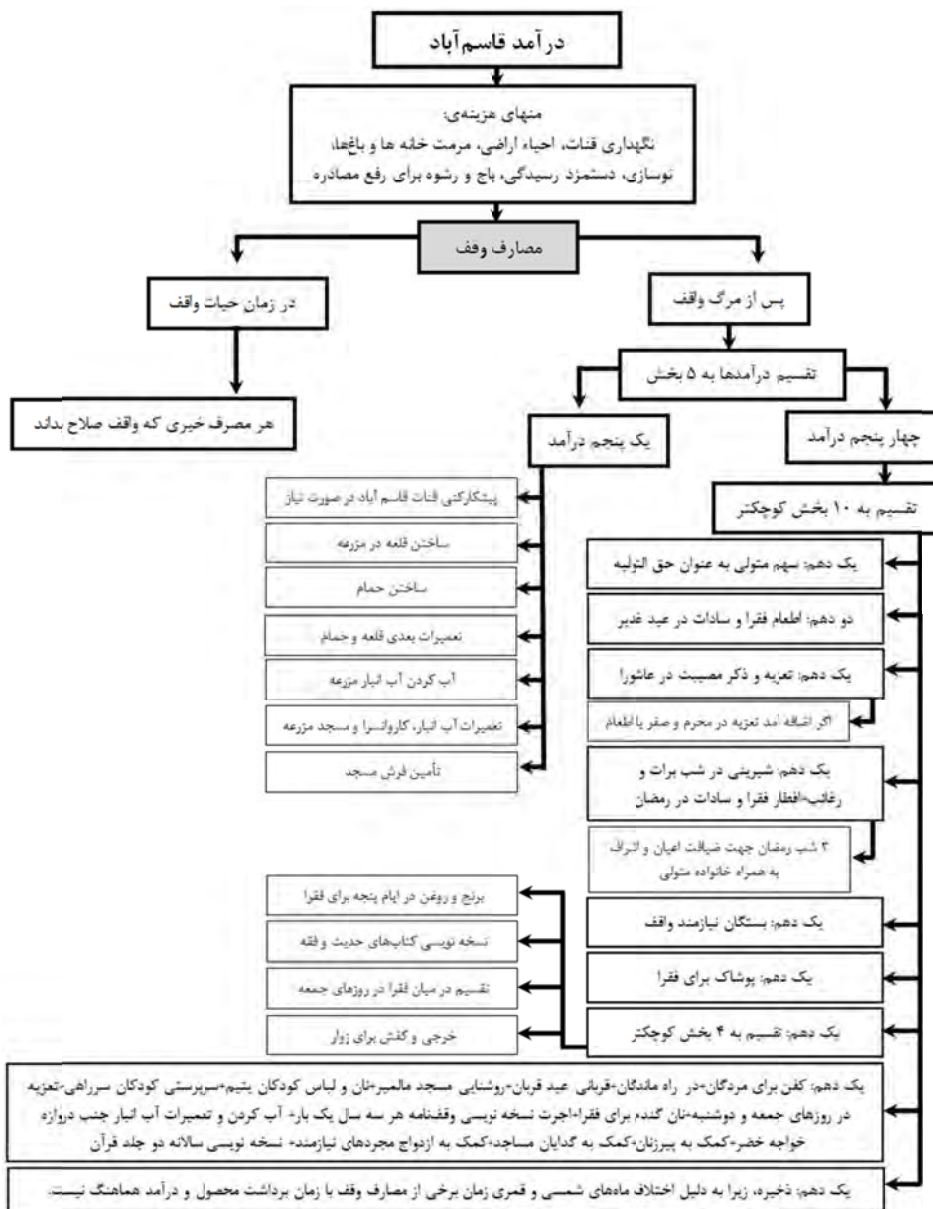 درآمد قاسم‌آباد
منهای هزینه‌ی:
نگهداری قنات، احیاء اراضی، مرمت خانه ها و باغ‌ها،
نوسازی، دستمزد رسیدگی، باج و رشوه برای رفع مصادره
مصارف وقف
پس از مرگ واقف
در زمان حیات واقف
تقسیم درآمدها به ۵ بخش
هر مصرف خیری که واقف صلاح بداند
چهار پنجم درآمد
یک پنجم درآمد
تقسیم به ۱۰ بخش کوچکتر
یک دهم: سهم متولی به عنوان حق التولیه
دو دهم: اطعام فقرا و سادات در عید غدیر
یک دهم: تعزیه و ذکر مصیبت در عاشورا
اگر اضافه آمد تعزیه در محرم و صفر یا اطعام
یک دهم: شیرینی در شب برات و
رغائب+افطار فقرا و سادات در رمضان
۳ شب رمضان جهت ضیافت اعیان و اشراف
به همراه خانواده متولی
یک دهم: بستگان نیازمند واقف
یک دهم: پوشاک برای فقرا
یک دهم: تقسیم به ۴ بخش کوچکتر
پیشکارکنی قنات قاسم آباد در صورت نیاز
ساختن قلعه در مزرعه
ساختن حمام
تعمیرات بعدی قلعه و حمام
آب کردن آب انبار مزرعه
تعمیرات آب انبار، کاروانسرا و مسجد مزرعه
تأمین فرش مسجد
برنج و روغن در ایام پنجه برای فقرا
نسخه نویسی کتاب‌های حدیث و فقه
تقسیم در میان فقرا در روزهای جمعه
خرجی و کفش برای زوار
یک دهم: کفن برای مردگان+در راه ماندگان+قربانی عید قربان+روشنایی مسجد مالمیر+نان و لباس کودکان یتیم+سرپرستی کودکان سرراهی+تعزیه
در روزهای جمعه و دوشنبه+نان گندم برای فقرا+اجرت نسخه نویسی وقفنامه هر سه سال یک بار+ آب کردن و تعمیرات آب انبار جنب دروازه
خواجه خضر+کمک به پیرزنان+کمک به گدایان مساجد+کمک به ازدواج مجردهای نیازمند+ نسخه نویسی سالانه دو جلد قرآن
یک دهم: ذخیره، زیرا به دلیل اختلاف ماه‌های شمسی و قمری زمان برخی از مصارف وقف با زمان برداشت محصول و درآمد هماهنگ نیست.